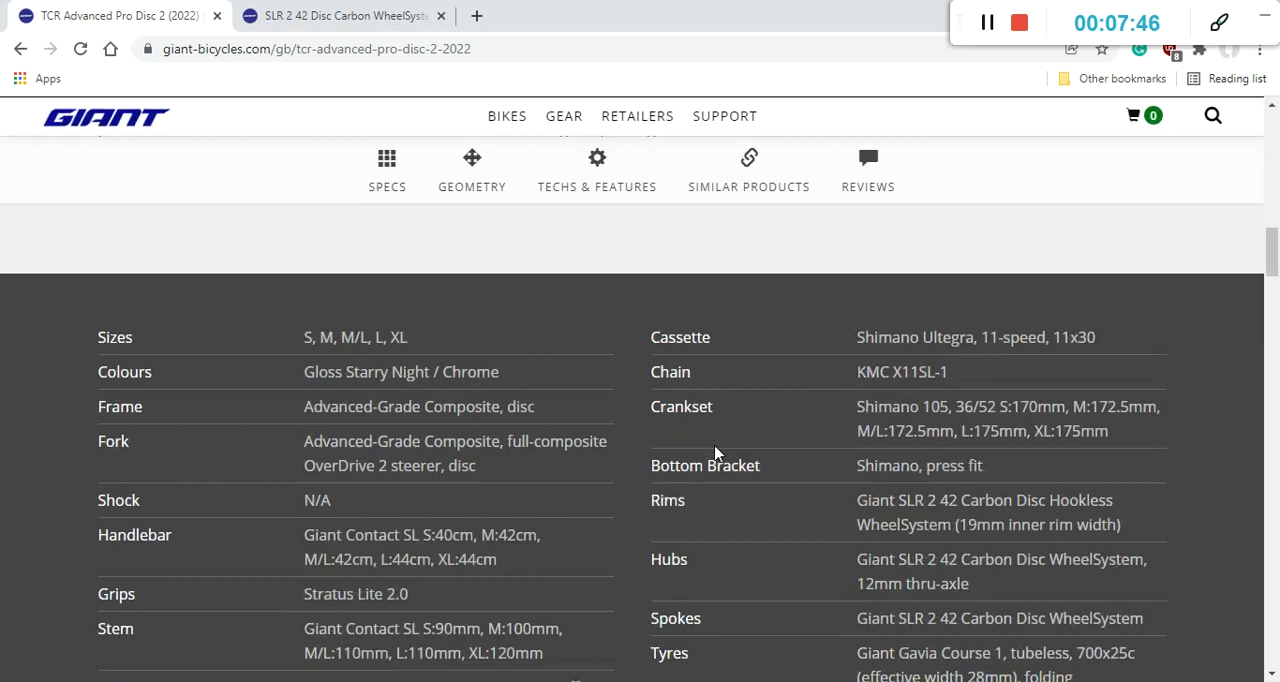 TCR Advanced Pro Disc 2 (2022)
SLR 2 42 Disc Carbon WheelSyste
00:07:46
giant-bicycles.com/gb/tcr-advanced-pro-disc-2-2022
8
Apps
Other bookmarks
Reading list
GIANT
BIKES GEAR RETAILERS SUPPORT
0
SPECS GEOMETRY TECHS & FEATURES SIMILAR PRODUCTS REVIEWS
Sizes S, M, M/L, L, XL
Colours Gloss Starry Night / Chrome
Frame Advanced-Grade Composite, disc
Fork Advanced-Grade Composite, full-composite
OverDrive 2 steerer, disc
Shock N/A
Handlebar Giant Contact SL S:40cm, M:42cm,
M/L:42cm, L:44cm, XL:44cm
Grips Stratus Lite 2.0
Stem Giant Contact SL S:90mm, M:100mm,
M/L:110mm, L:110mm, XL:120mm
Cassette Shimano Ultegra, 11-speed, 11x30
Chain KMC X11SL-1
Crankset Shimano 105, 36/52 S:170mm, M:172.5mm,
M/L:172.5mm, L:175mm, XL:175mm
Bottom Bracket Shimano, press fit
Rims Giant SLR 2 42 Carbon Disc Hookless
WheelSystem (19mm inner rim width)
Hubs Giant SLR 2 42 Carbon Disc WheelSystem,
12mm thru-axle
Spokes Giant SLR 2 42 Carbon Disc WheelSystem
Tyres Giant Gavia Course 1, tubeless, 700x25c
(effective width 28mm), folding